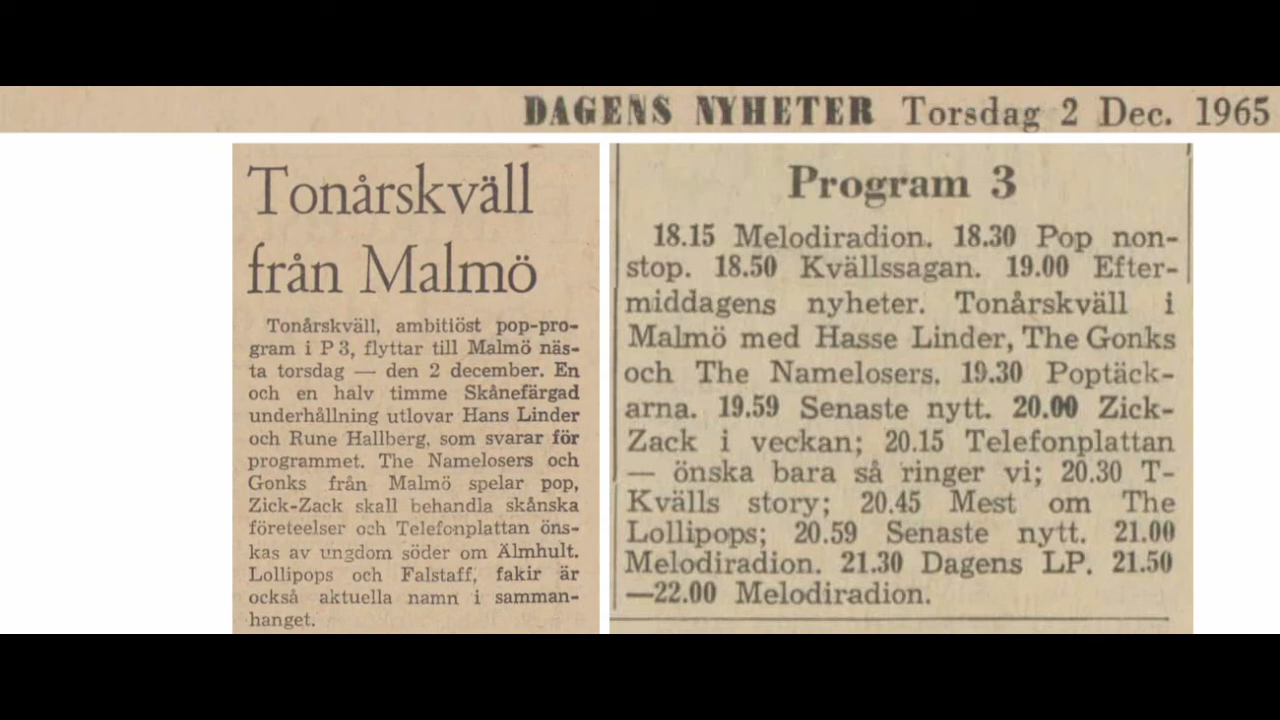 DAGENS NYHETER Torsdag 2 Dec. 1965
Tonårskväll
från Malmö
Tonårskväll, ambitiöst pop-pro-
gram i P 3, flyttar till Malmö näs-
ta torsdag — den 2 december. En
och en halv timme Skånefärgad
underhållning utlovar Hans Linder
och Rune Hallberg, som svarar för
programmet. The Namelosers och
Gonks från Malmö spelar pop,
Zick-Zack skall behandla skånska
företeelser och Telefonplattan öns-
kas av ungdom söder om Älmhult.
Lollipops och Falstaff, fakir är
också aktuella namn i samman-
hanget.
Program 3
18.15 Melodiradion. 18.30 Pop non-
stop. 18.50 Kvällssagan. 19.00 Efter-
middagens nyheter. Tonårskväll i
Malmö med Hasse Linder, The Gonks
och The Namelosers. 19.30 Poptäck-
arna. 19.59 Senaste nytt. 20.00 Zick-
Zack i veckan; 20.15 Telefonplattan
— önska bara så ringer vi; 20.30 T-
Kvälls story; 20.45 Mest om The
Lollipops; 20.59 Senaste nytt. 21.00
Melodiradion. 21.30 Dagens LP. 21.50
—22.00 Melodiradion.